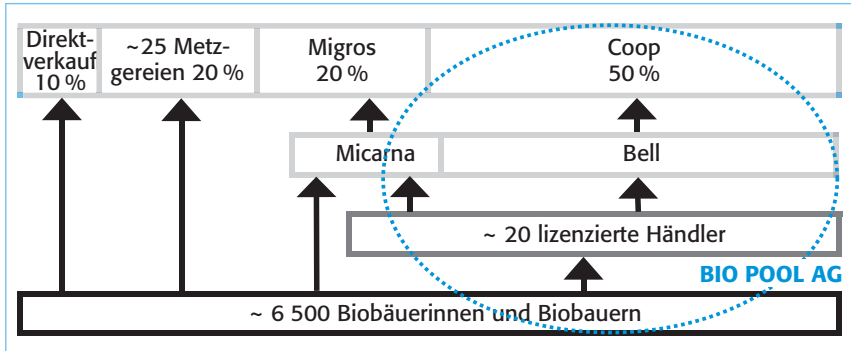 Direkt-
verkauf
10 %
~25 Metz-
gereien 20 %
Migros
20 %
Coop
50 %
Micarna
Bell
~ 20 lizenzierte Händler
BIO POOL AG
~ 6 500 Biobäuerinnen und Biobauern